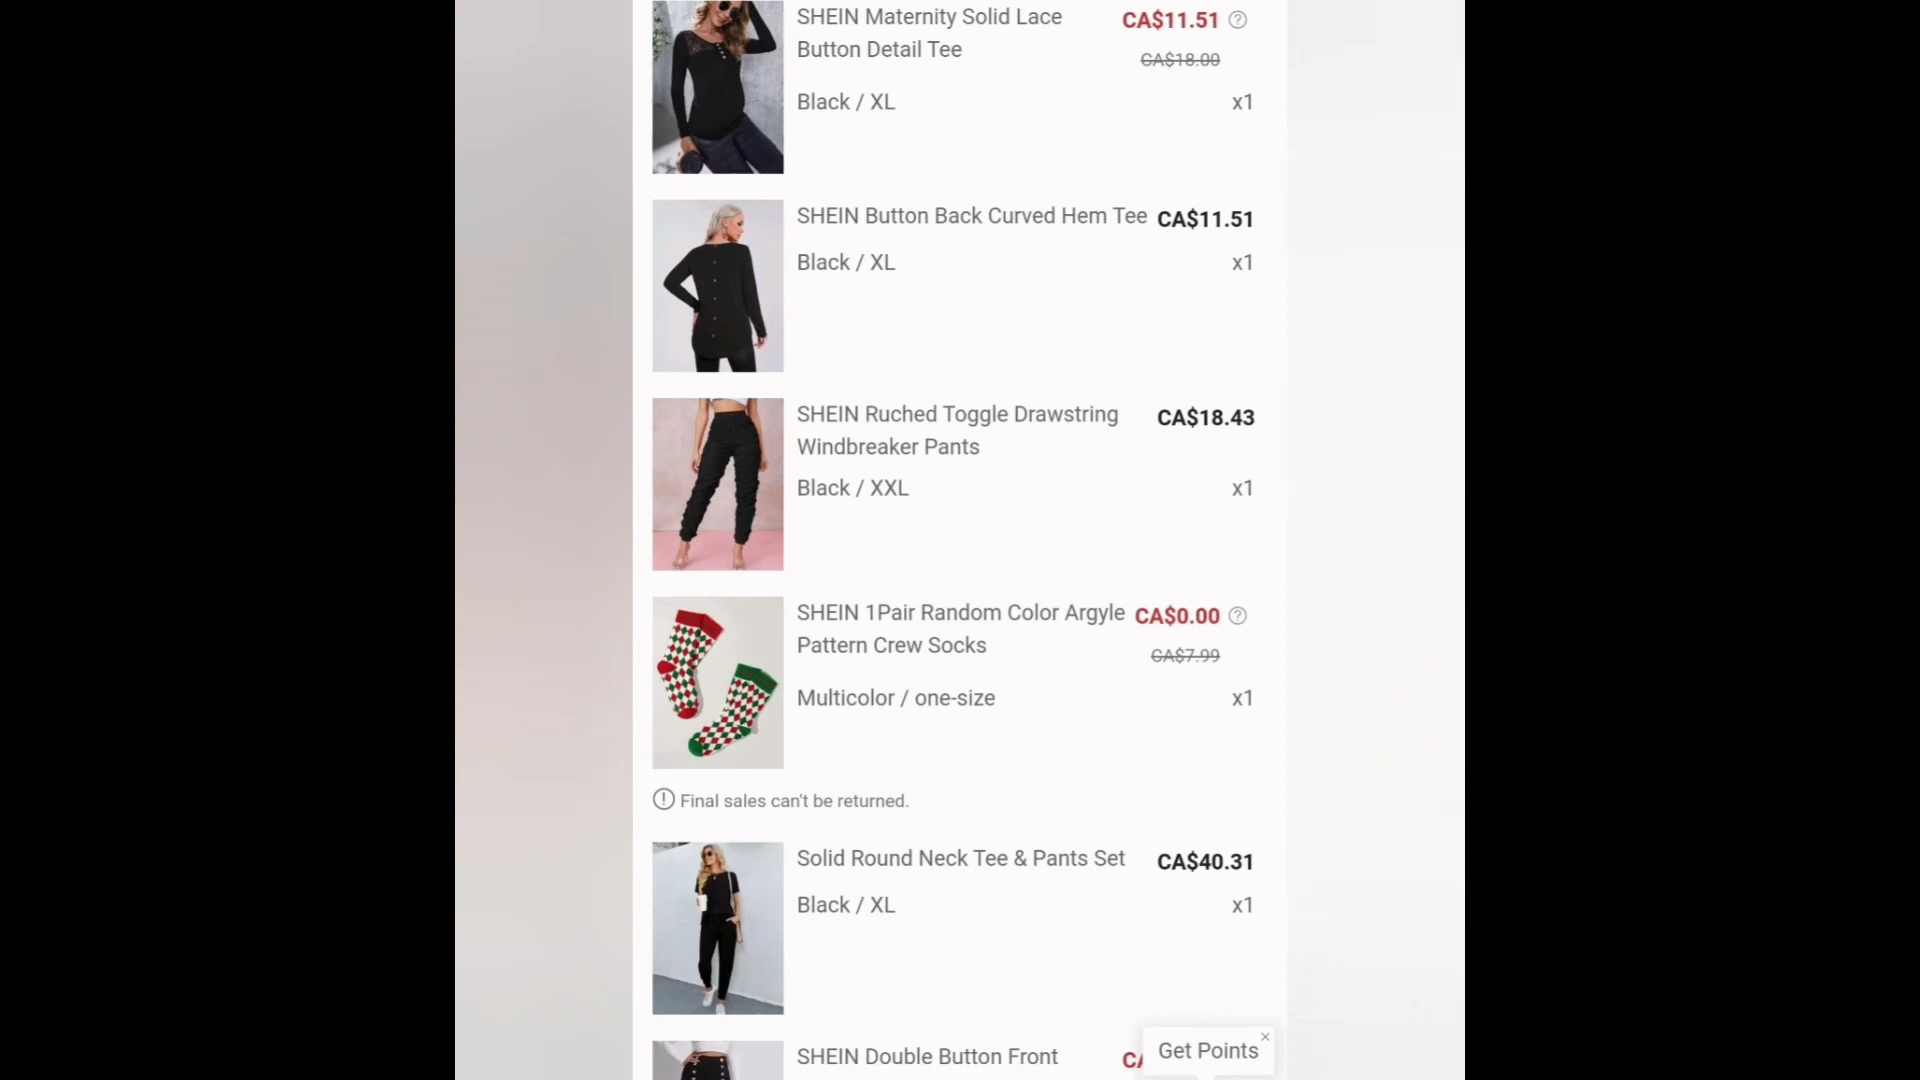 SHEIN Maternity Solid Lace CA$11.51
Button Detail Tee CA$18.00
Black / XL x1
SHEIN Button Back Curved Hem Tee CA$11.51
Black / XL x1
SHEIN Ruched Toggle Drawstring CA$18.43
Windbreaker Pants
Black / XXL x1
SHEIN 1Pair Random Color Argyle CA$0.00
Pattern Crew Socks CA$7.99
Multicolor / one-size x1
Final sales can't be returned.
Solid Round Neck Tee & Pants Set CA$40.31
Black / XL x1
SHEIN Double Button Front
Get Points